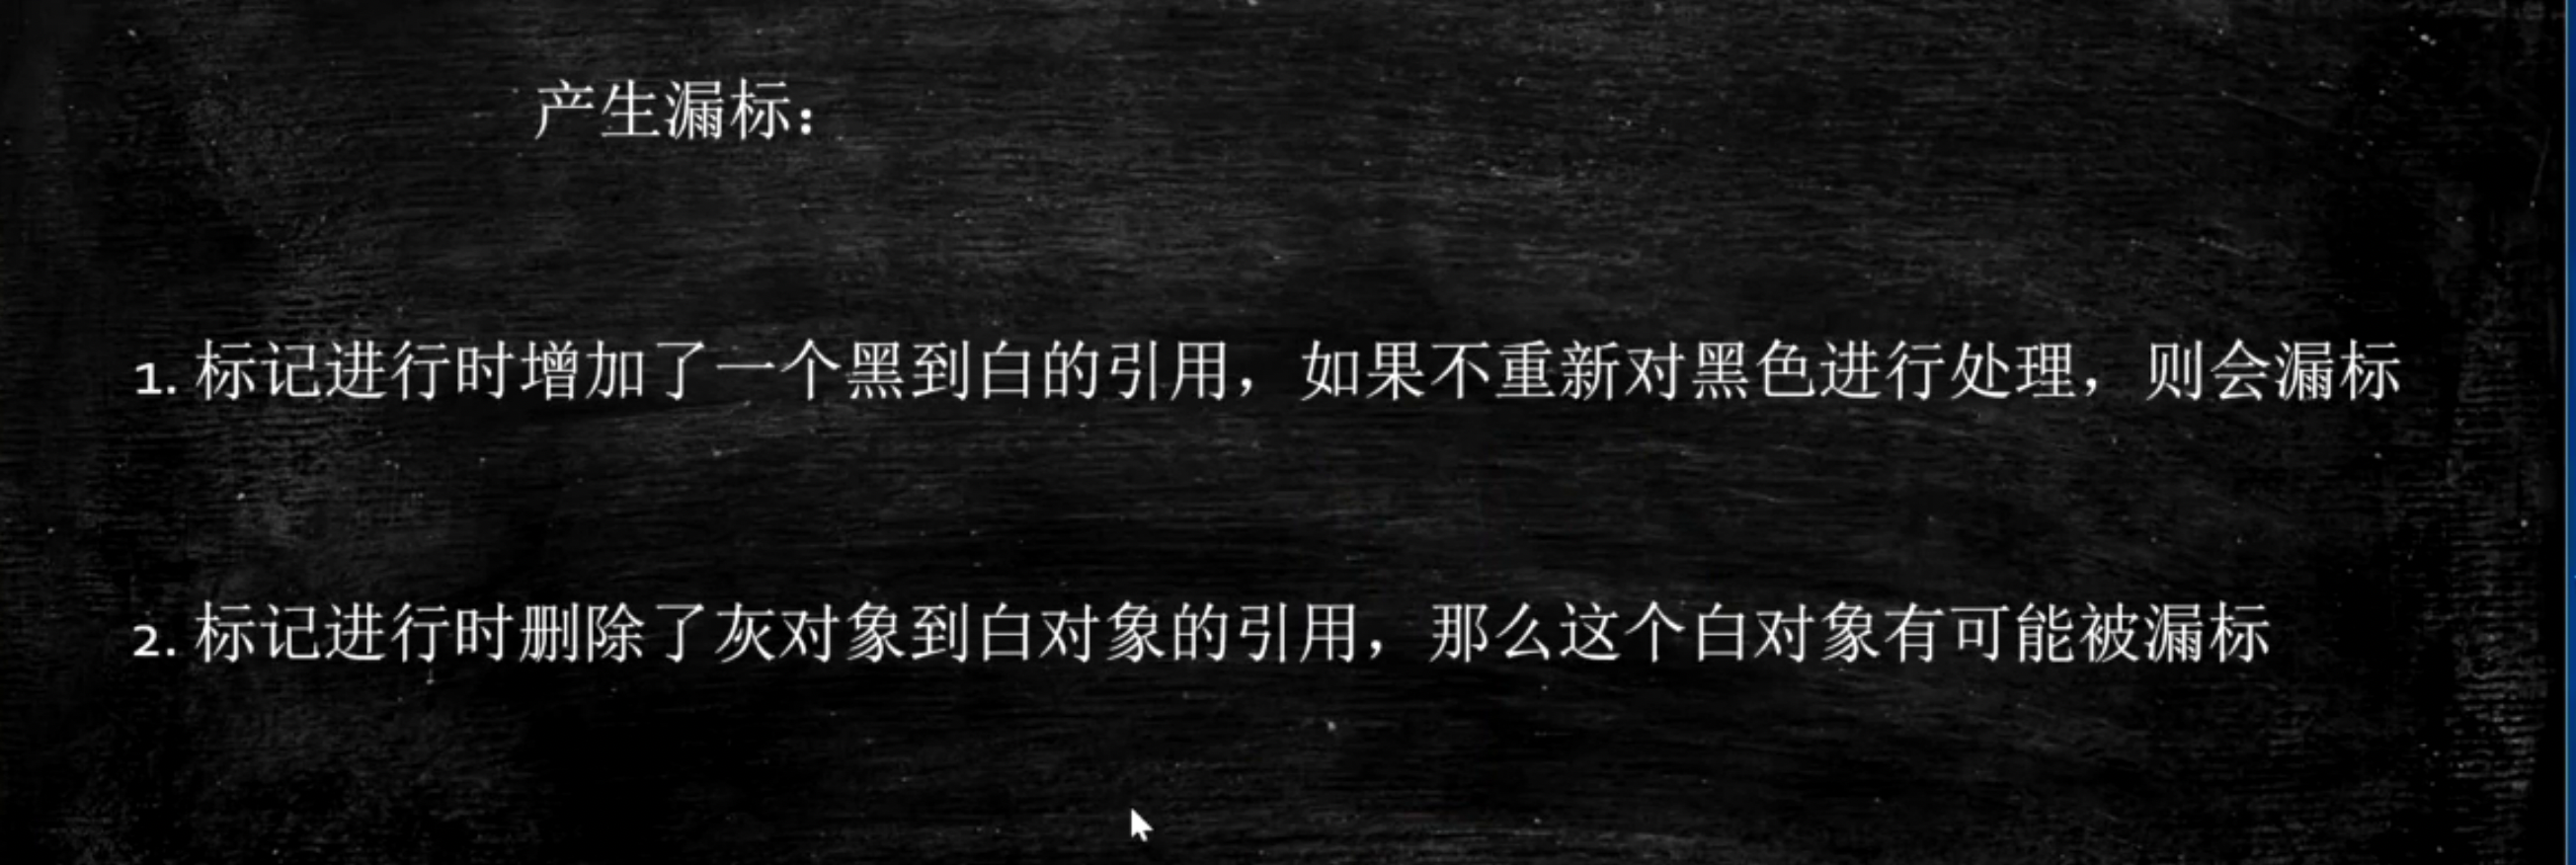 产生漏标：
1. 标记进行时增加了一个黑到白的引用，如果不重新对黑色进行处理，则会漏标
2. 标记进行时删除了灰对象到白对象的引用，那么这个白对象有可能被漏标